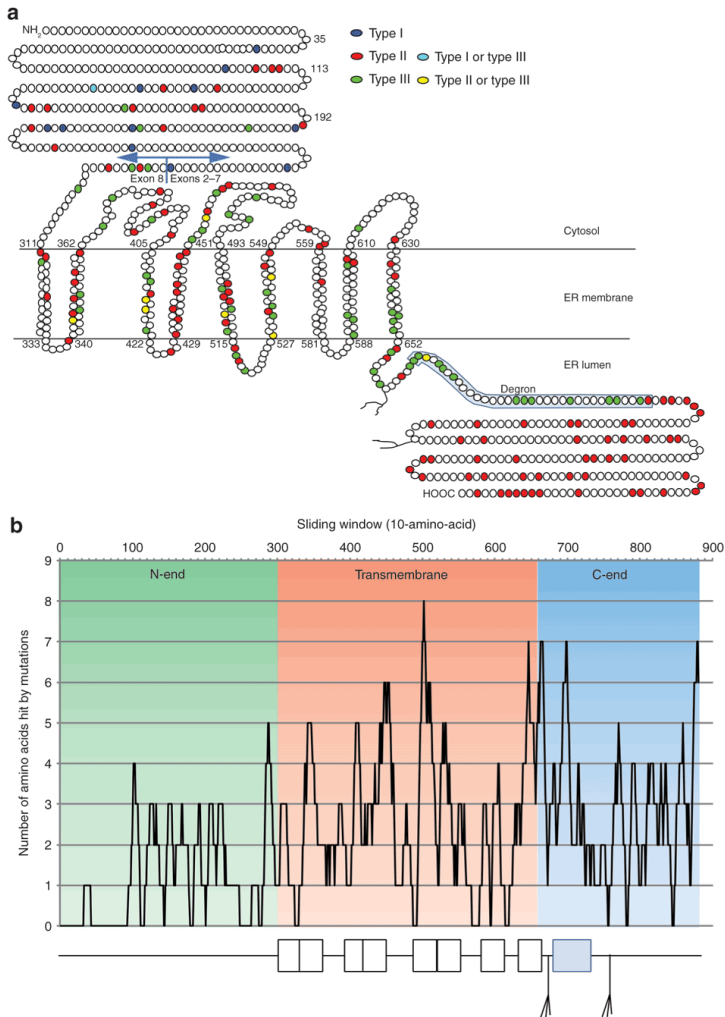 a
NH2
35
113
192
Type I
Type II
Type I or type III
Type III
Type II or type III
Exon 8
Exons 2–7
Cytosol
311
362
405
451
493
549
559
610
630
ER membrane
333
340
422
429
515
527
581
588
652
ER lumen
Degron
HOOC
b
Sliding window (10-amino-acid)
0
100
200
300
400
500
600
700
800
900
N-end
Transmembrane
C-end
Number of amino acids hit by mutations
9
8
7
6
5
4
3
2
1
0